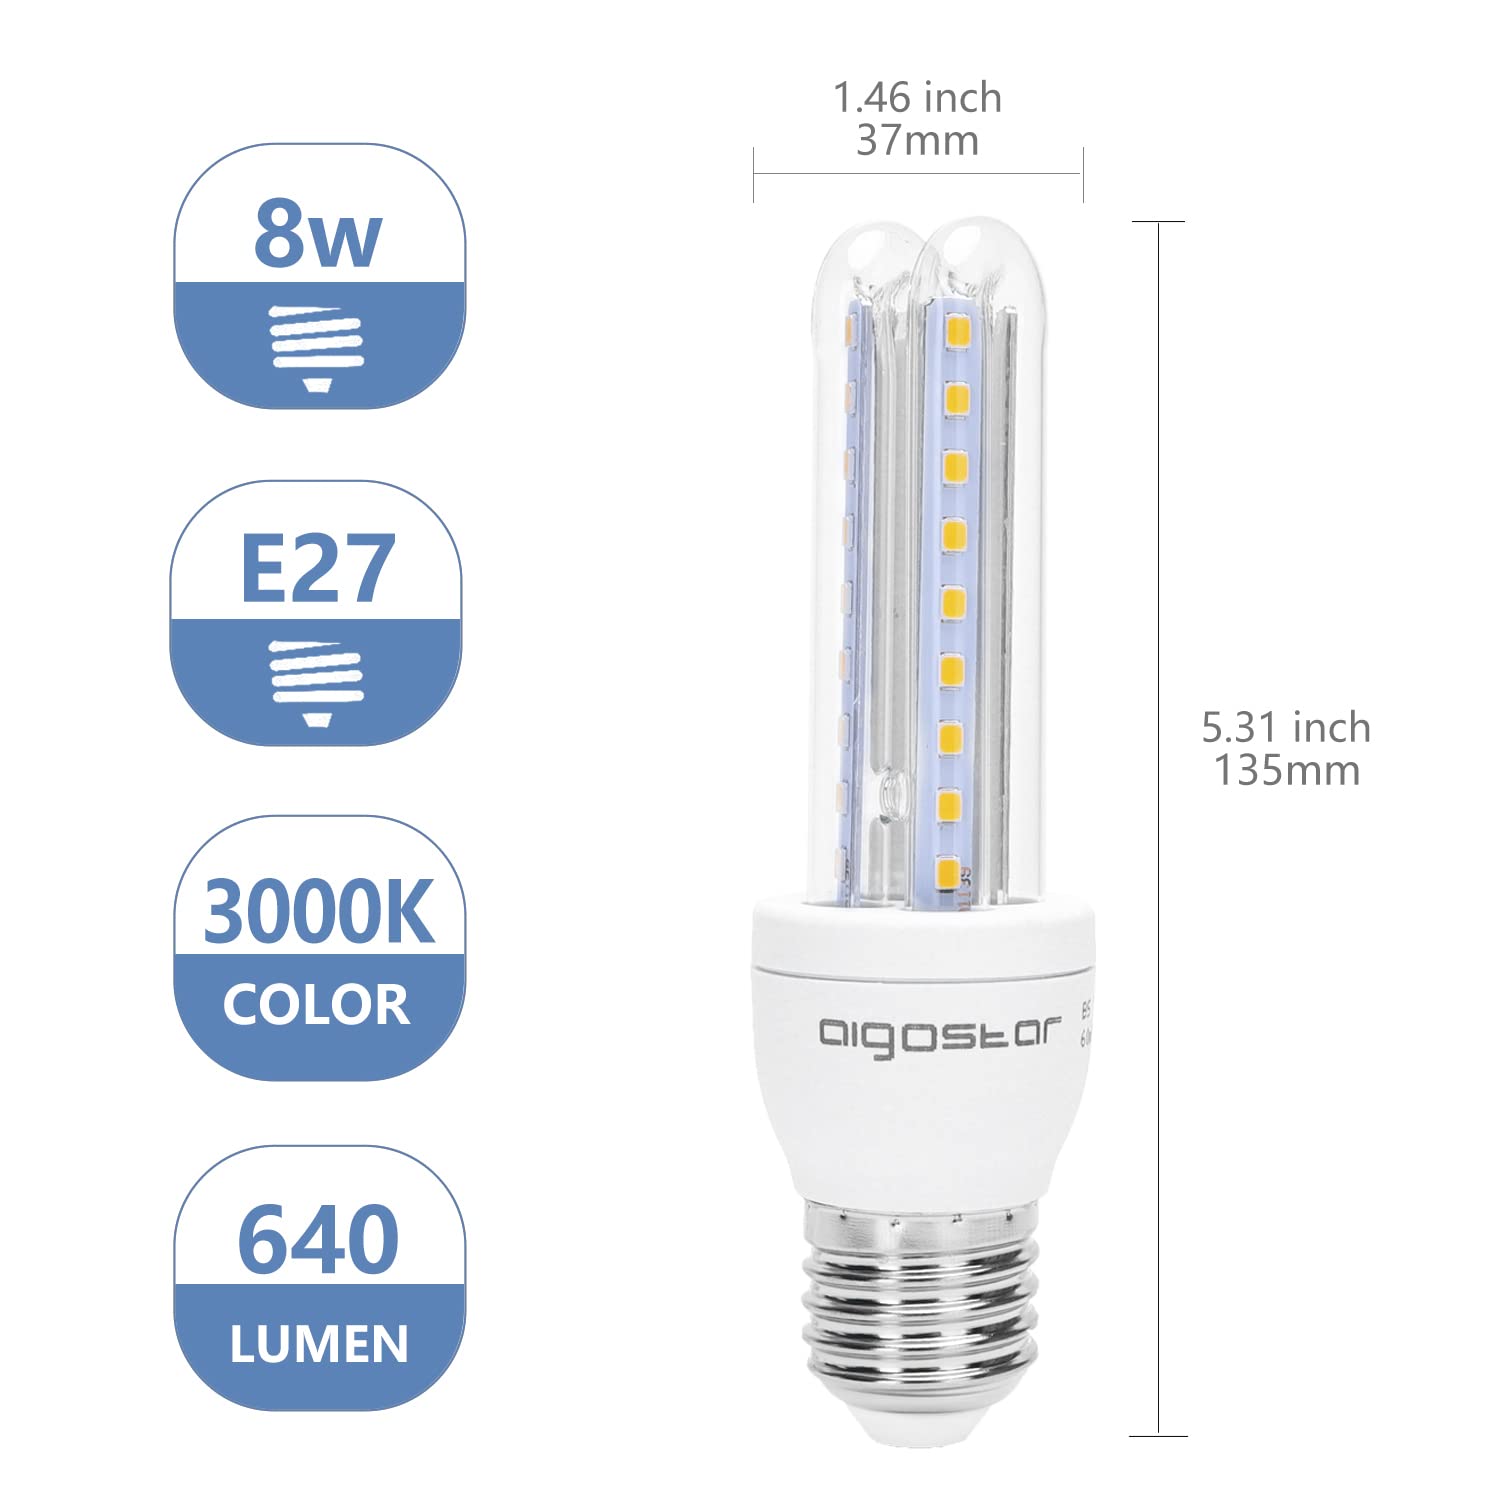 1.46 inch
37mm
8w
E27
3000K
COLOR
640
LUMEN
5.31 inch
135mm
aigostar